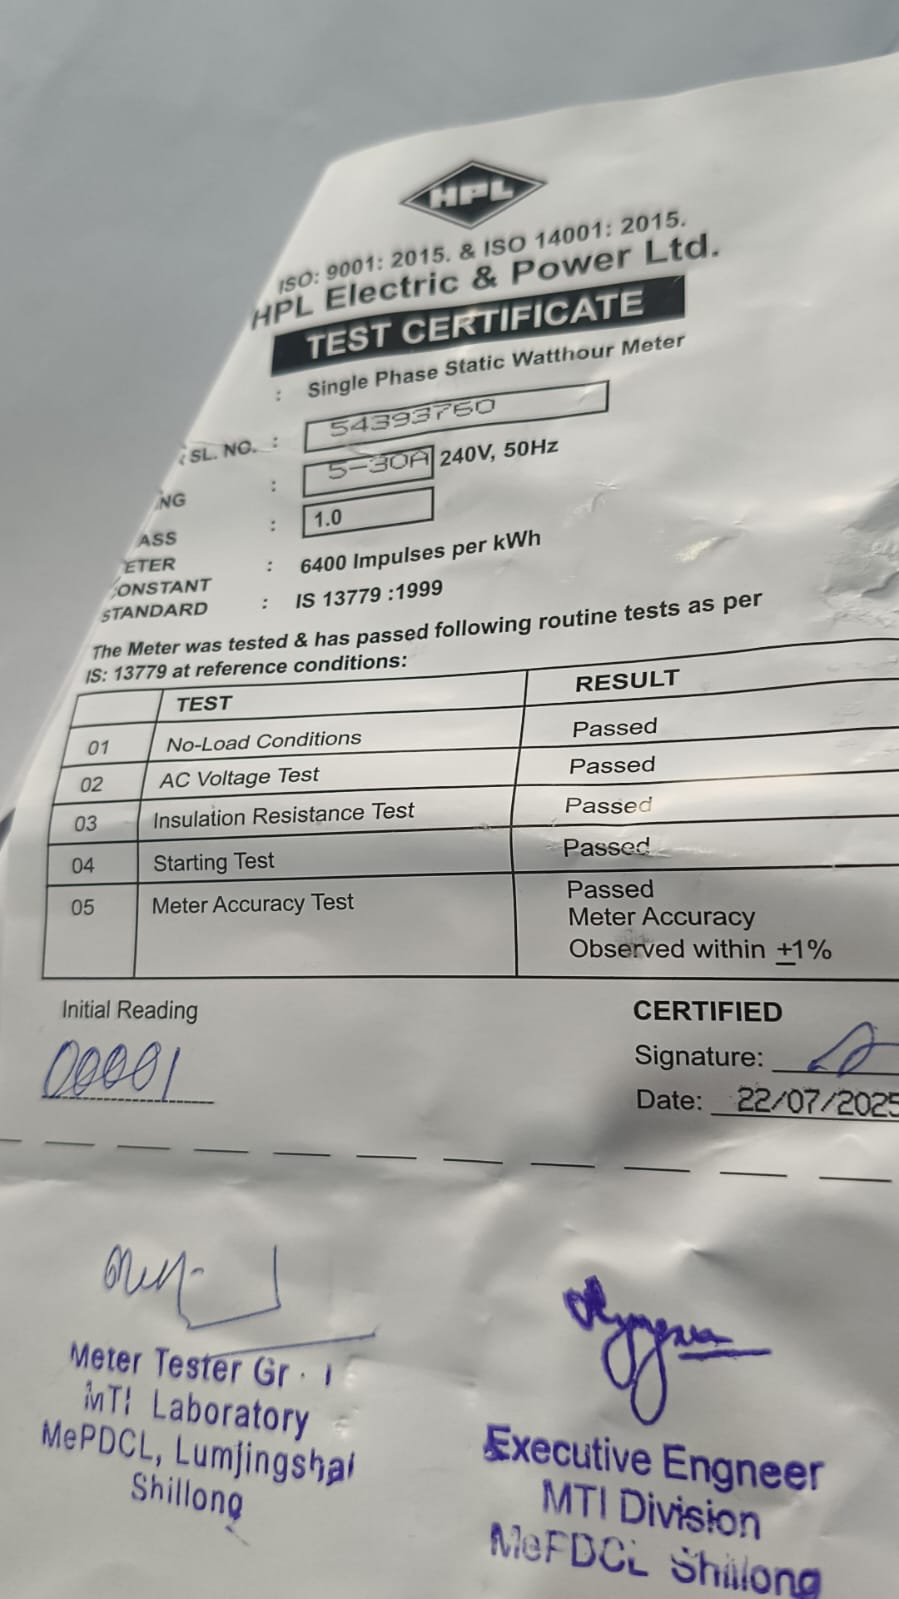 HPL
ISO: 9001: 2015. & ISO 14001: 2015.
HPL Electric & Power Ltd.
TEST CERTIFICATE
: Single Phase Static Watthour Meter
SL. NO. : 54393760
NG : 5-30A 240V, 50Hz
ASS : 1.0
ETER
ONSTANT : 6400 Impulses per kWh
STANDARD : IS 13779 :1999
The Meter was tested & has passed following routine tests as per
IS: 13779 at reference conditions:
TEST RESULT
01 No-Load Conditions Passed
02 AC Voltage Test Passed
03 Insulation Resistance Test Passed
04 Starting Test Passed
05 Meter Accuracy Test Passed
Meter Accuracy
Observed within ±1%
Initial Reading
00001
CERTIFIED
Signature:
Date: 22/07/2025
Meter Tester Gr. I
MTI Laboratory
MePDCL, Lumjingshai
Shillong
Executive Engneer
MTI Division
MePDCL Shillong